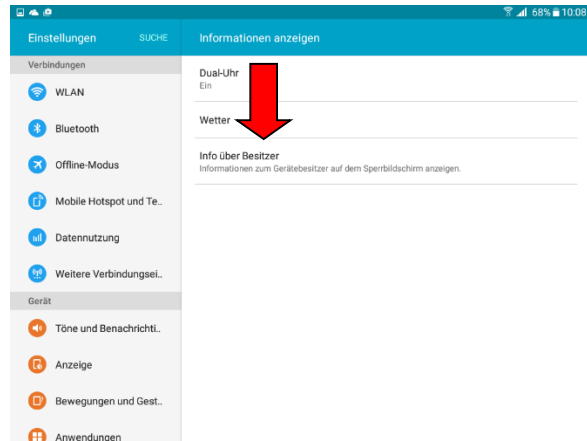 68% 10:08
Einstellungen SUCHE
Informationen anzeigen
Verbindungen
WLAN
Bluetooth
Offline-Modus
Mobile Hotspot und Te..
Datennutzung
Weitere Verbindungsei..
Gerät
Töne und Benachrichti..
Anzeige
Bewegungen und Gest..
Anwendungen
Dual-Uhr
Ein
Wetter
Info über Besitzer
Informationen zum Gerätebesitzer auf dem Sperrbildschirm anzeigen.